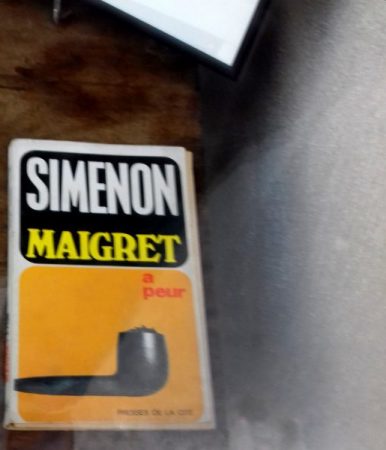 SIMENON
MAIGRET
a
peur
PRESSES DE LA CITÉ